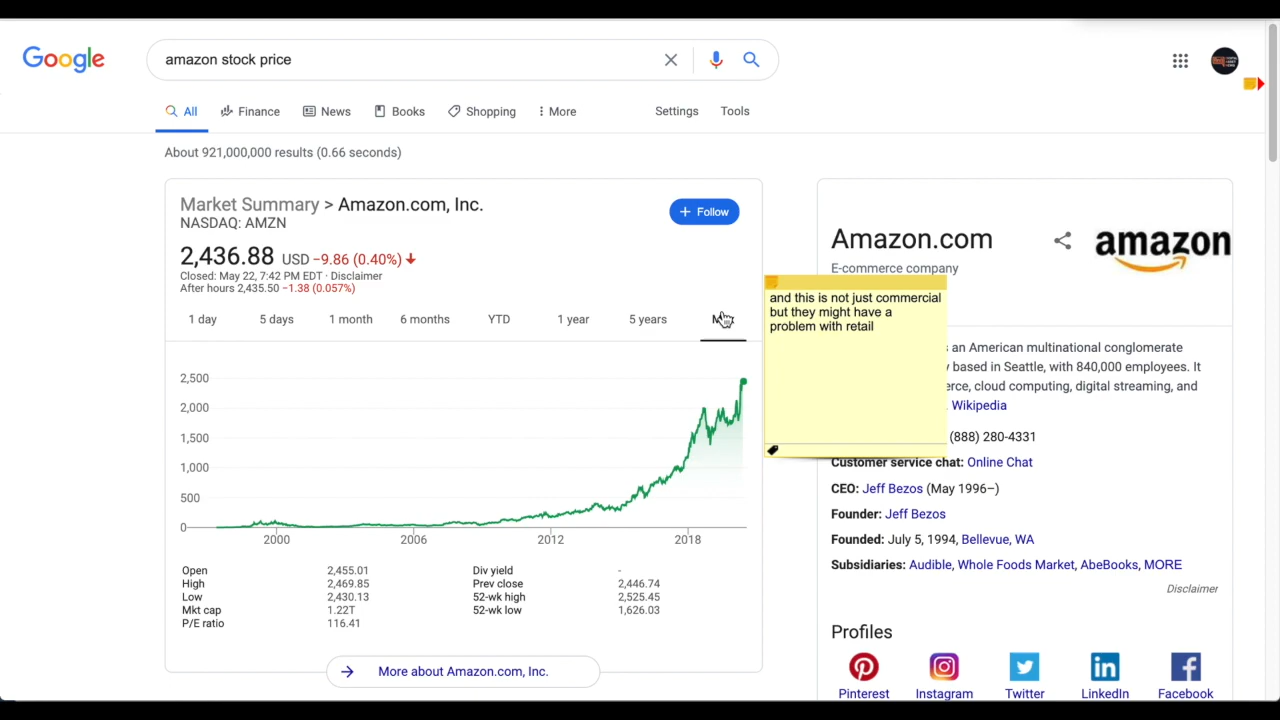 Google
amazon stock price
All
Finance
News
Books
Shopping
More
Settings
Tools
About 921,000,000 results (0.66 seconds)
Market Summary > Amazon.com, Inc.
NASDAQ: AMZN
Follow
2,436.88 USD −9.86 (0.40%)
Closed: May 22, 7:42 PM EDT · Disclaimer
After hours 2,435.50 −1.38 (0.057%)
1 day
5 days
1 month
6 months
YTD
1 year
5 years
2,500
2,000
1,500
1,000
500
0
2000
2006
2012
2018
Open 2,455.01
High 2,469.85
Low 2,430.13
Mkt cap 1.22T
P/E ratio 116.41
Div yield -
Prev close 2,446.74
52-wk high 2,525.45
52-wk low 1,626.03
More about Amazon.com, Inc.
and this is not just commercial
but they might have a
problem with retail
Amazon.com
amazon
E-commerce company
an American multinational conglomerate
based in Seattle, with 840,000 employees. It
cloud computing, digital streaming, and
Wikipedia
(888) 280-4331
Customer service chat: Online Chat
CEO: Jeff Bezos (May 1996–)
Founder: Jeff Bezos
Founded: July 5, 1994, Bellevue, WA
Subsidiaries: Audible, Whole Foods Market, AbeBooks, MORE
Disclaimer
Profiles
Pinterest
Instagram
Twitter
LinkedIn
Facebook